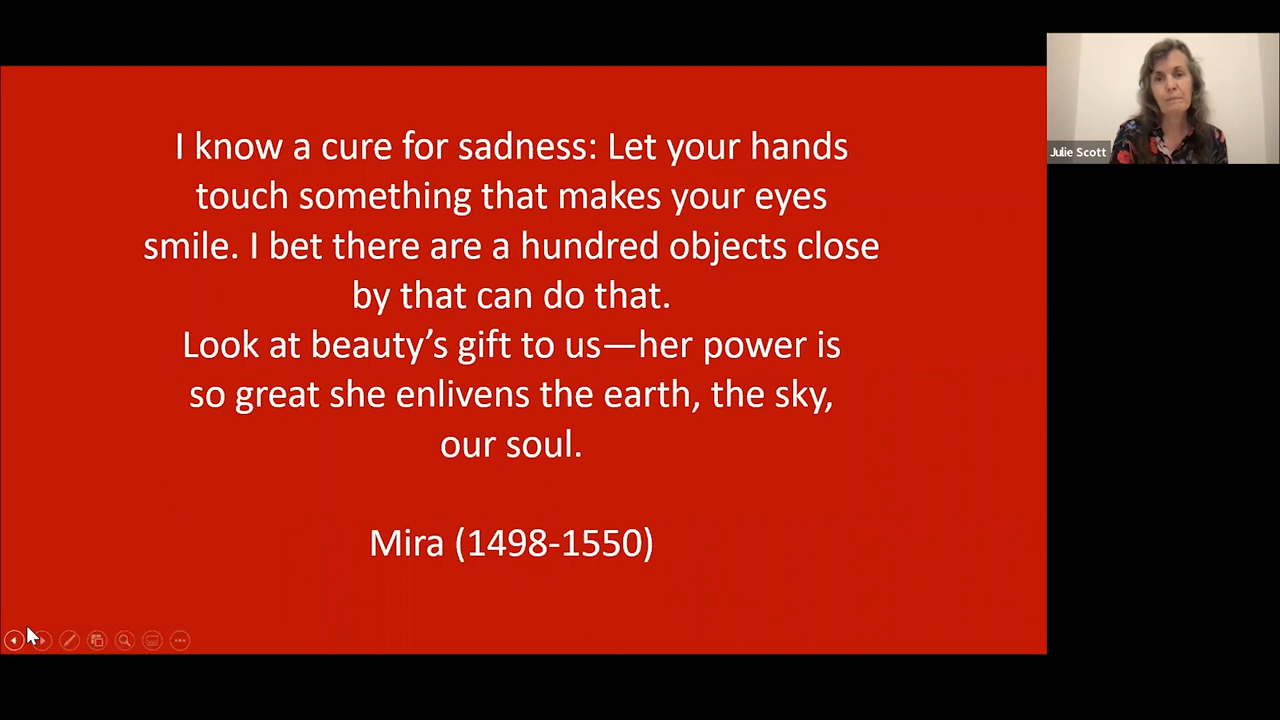 I know a cure for sadness: Let your hands
touch something that makes your eyes
smile. I bet there are a hundred objects close
by that can do that.
Look at beauty’s gift to us—her power is
so great she enlivens the earth, the sky,
our soul.
Mira (1498-1550)
Julie Scott